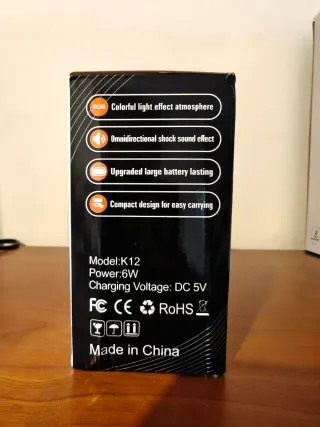 RGB
Colorful light effect atmosphere
Omnidirectional shock sound effect
Upgraded large battery lasting
Compact design for easy carrying
Model:K12
Power:6W
Charging Voltage: DC 5V
FC CE RoHS
Made in China